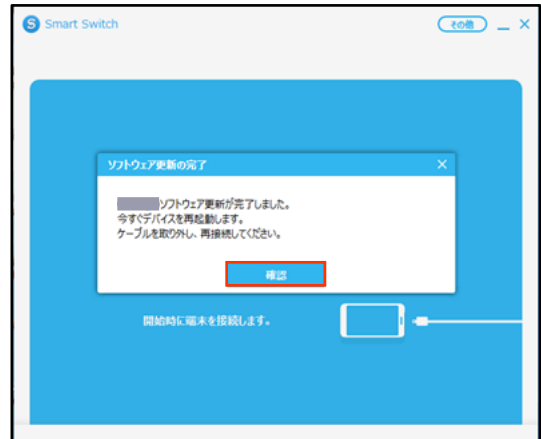 S Smart Switch
その他
ソフトウェア更新の完了
ソフトウェア更新が完了しました。
今すぐデバイスを再起動します。
ケーブルを取り外し、再接続してください。
確認
開始時に端末を接続します。